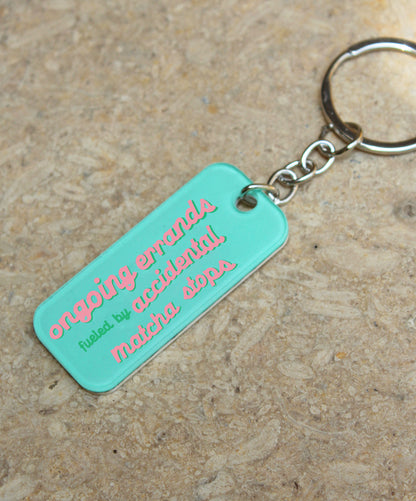 ongoing errands
fueled by accidental
matcha stops